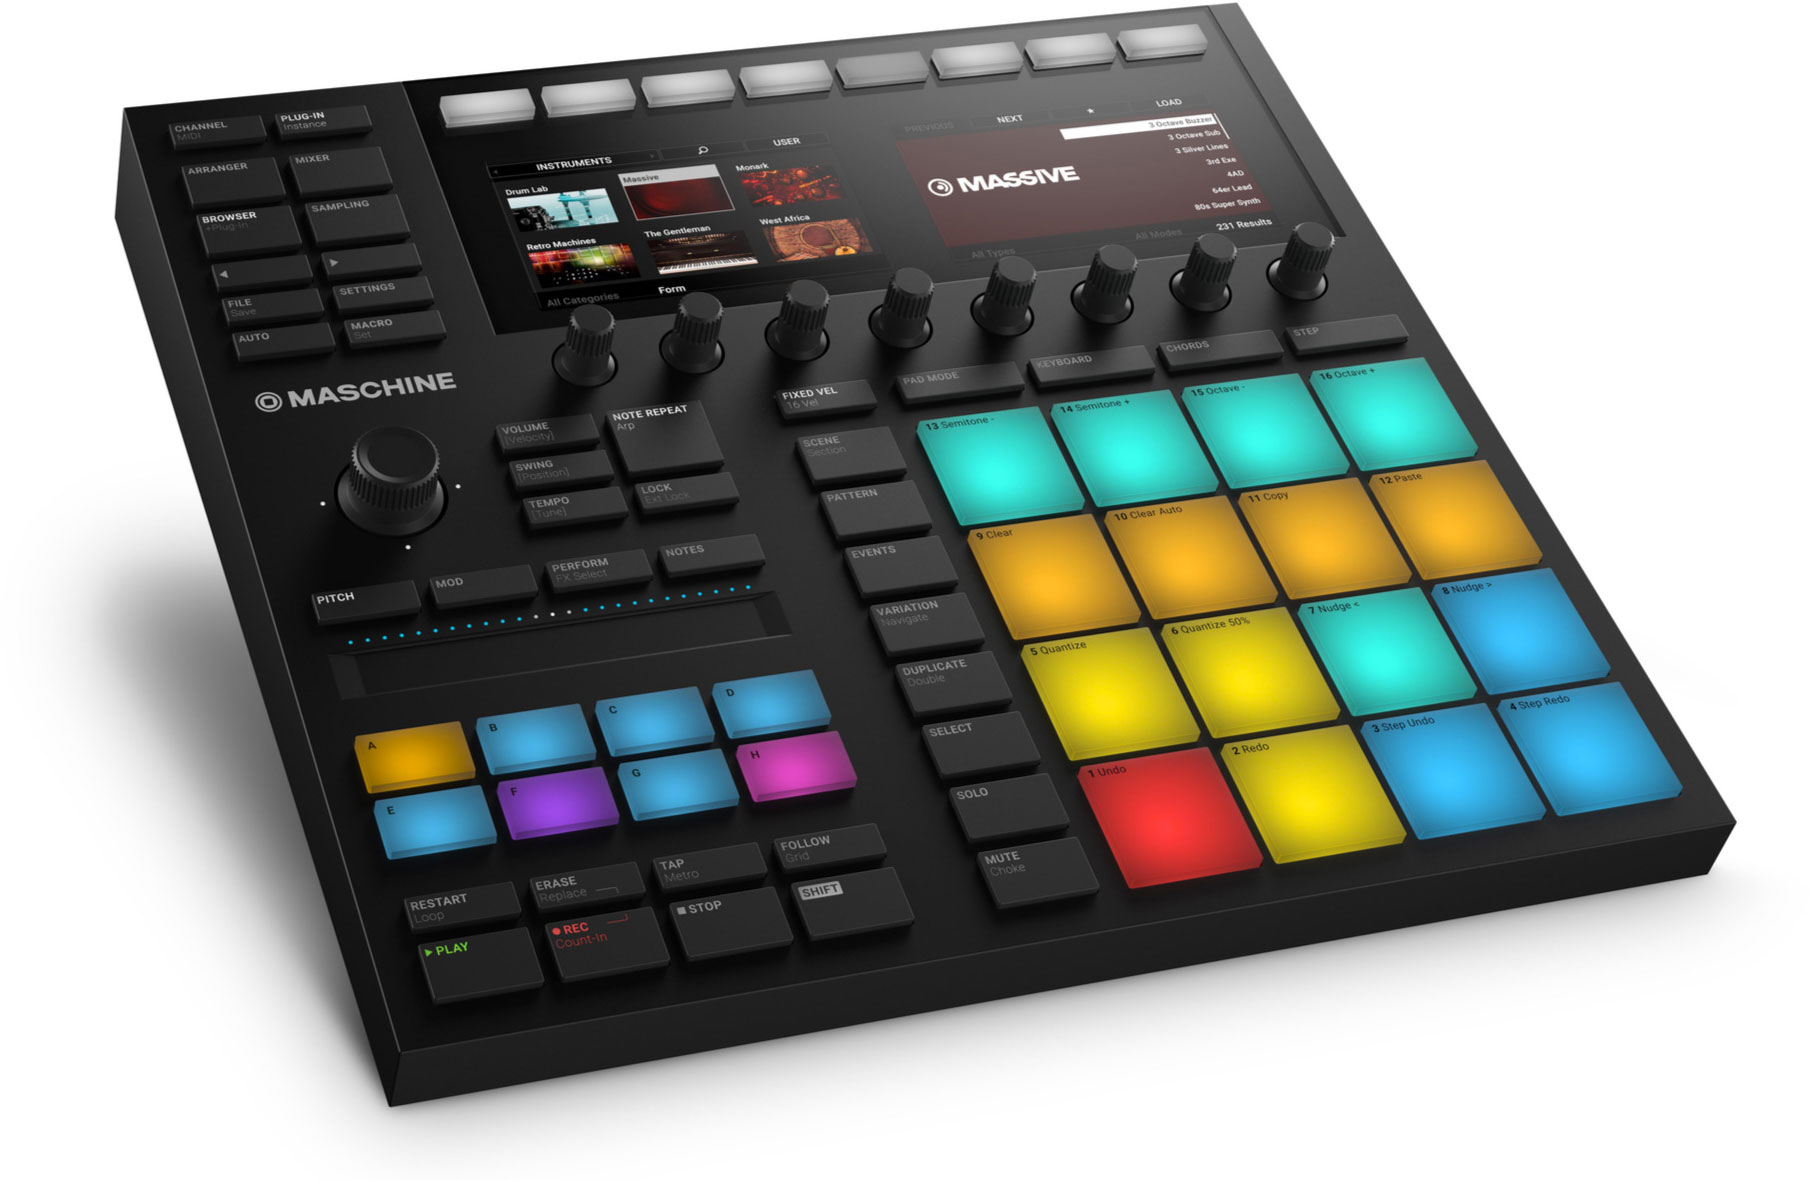 CHANNEL
MIDI
PLUG-IN
Instance
ARRANGER
MIXER
BROWSER
+Plug-In
SAMPLING
◀
▶
FILE
Save
SETTINGS
AUTO
MACRO
Set
MASCHINE
INSTRUMENTS
USER
Drum Lab
Massive
Monark
Retro Machines
The Gentleman
West Africa
All Categories
Form
PREVIOUS
NEXT
★
LOAD
MASSIVE
3 Octave Buzzer
3 Octave Sub
3 Silver Lines
3rd Exe
4AD
64er Lead
80s Super Synth
All Types
All Modes
231 Results
VOLUME
[Velocity]
SWING
[Position]
TEMPO
[Tune]
NOTE REPEAT
Arp
LOCK
Ext Lock
PITCH
MOD
PERFORM
FX Select
NOTES
FIXED VEL
16 Vel
PAD MODE
KEYBOARD
CHORDS
STEP
SCENE
Section
PATTERN
EVENTS
VARIATION
Navigate
DUPLICATE
Double
SELECT
SOLO
MUTE
Choke
13 Semitone -
14 Semitone +
15 Octave -
16 Octave +
9 Clear
10 Clear Auto
11 Copy
12 Paste
5 Quantize
6 Quantize 50%
7 Nudge <
8 Nudge >
1 Undo
2 Redo
3 Step Undo
4 Step Redo
A
B
C
D
E
F
G
H
RESTART
Loop
ERASE
Replace
TAP
Metro
FOLLOW
Grid
▶ PLAY
● REC
Count-In
■ STOP
SHIFT